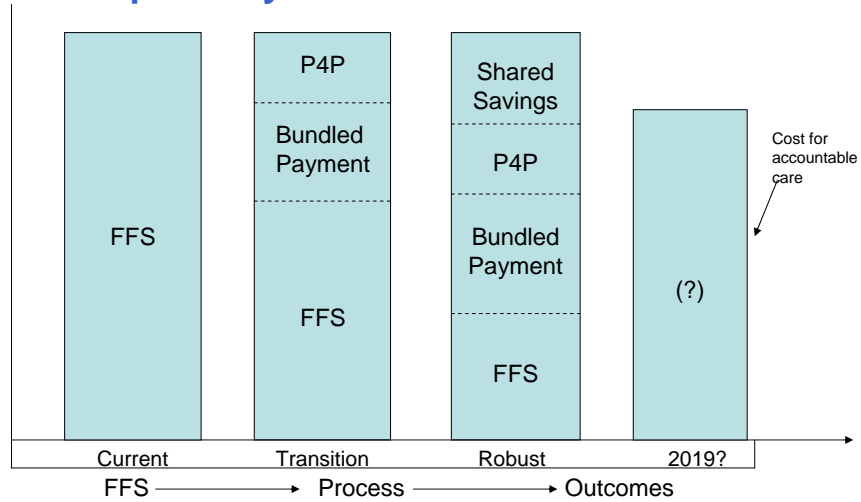 P4P
Shared
Savings
Bundled
Payment
Cost for
accountable
care
P4P
FFS
Bundled
Payment
(?)
FFS
FFS
Current Transition Robust 2019?
FFS Process Outcomes